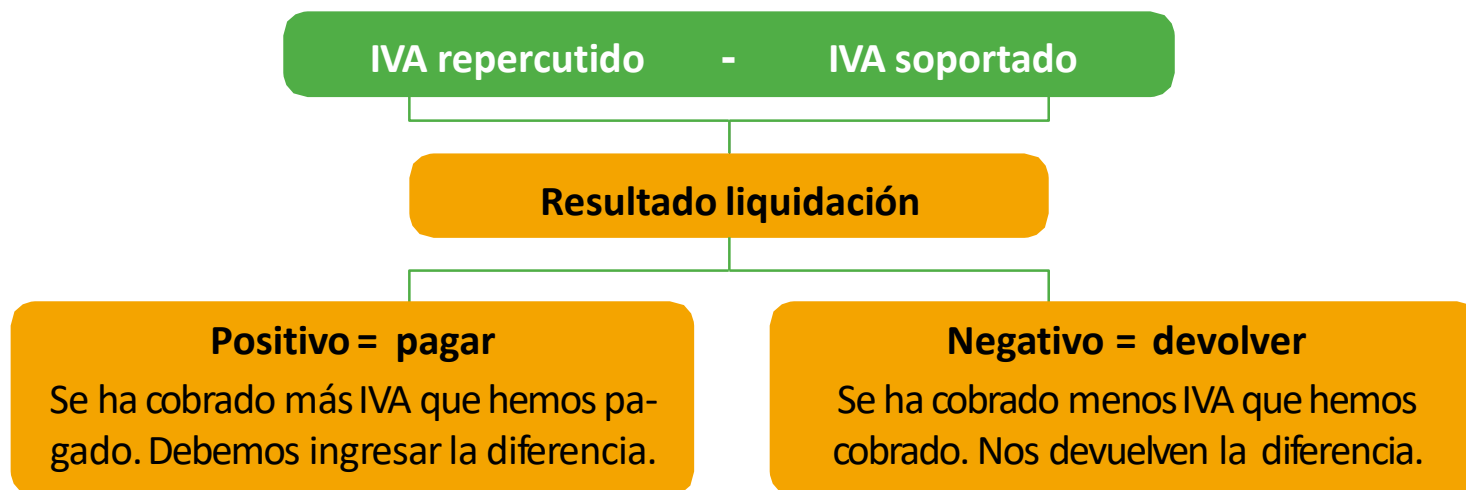 IVA repercutido - IVA soportado
Resultado liquidación
Positivo = pagar
Se ha cobrado más IVA que hemos pa-
gado. Debemos ingresar la diferencia.
Negativo = devolver
Se ha cobrado menos IVA que hemos
cobrado. Nos devuelven la diferencia.